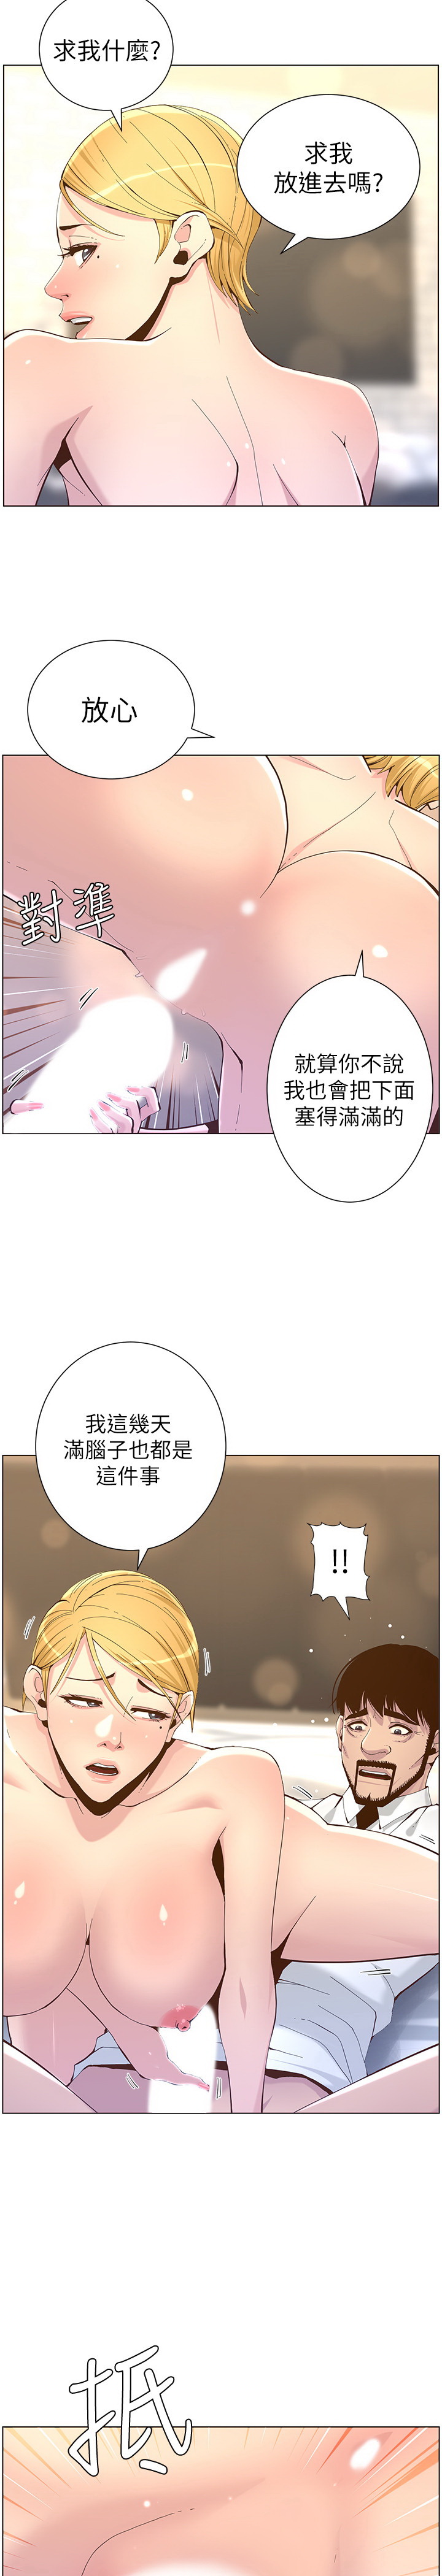 求我什麼?
求我
放進去嗎?
放心
對準
就算你不說
我也會把下面
塞得滿滿的
我這幾天
滿腦子也都是
這件事
!!
抵